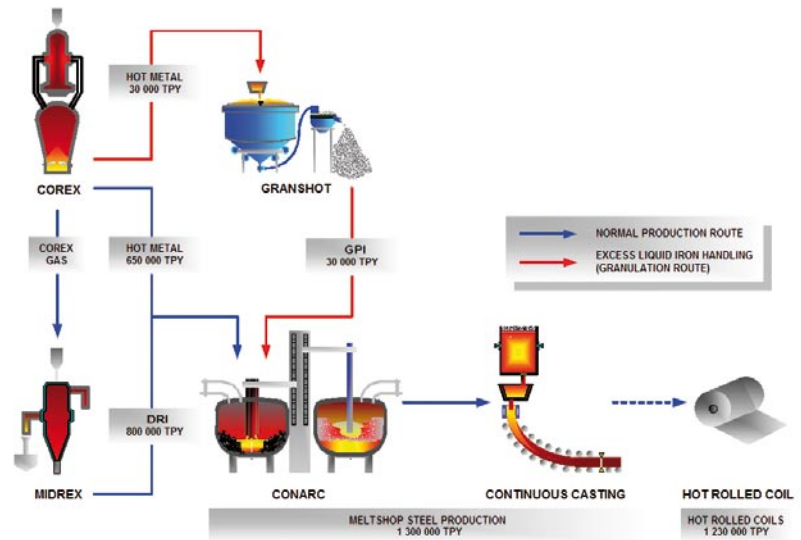 HOT METAL
30 000 TPY
COREX
GRANSHOT
COREX
GAS
HOT METAL
650 000 TPY
GPI
30 000 TPY
NORMAL PRODUCTION ROUTE
EXCESS LIQUID IRON HANDLING
(GRANULATION ROUTE)
DRI
800 000 TPY
MIDREX
CONARC
CONTINUOUS CASTING
HOT ROLLED COIL
MELTSHOP STEEL PRODUCTION
1 300 000 TPY
HOT ROLLED COILS
1 230 000 TPY